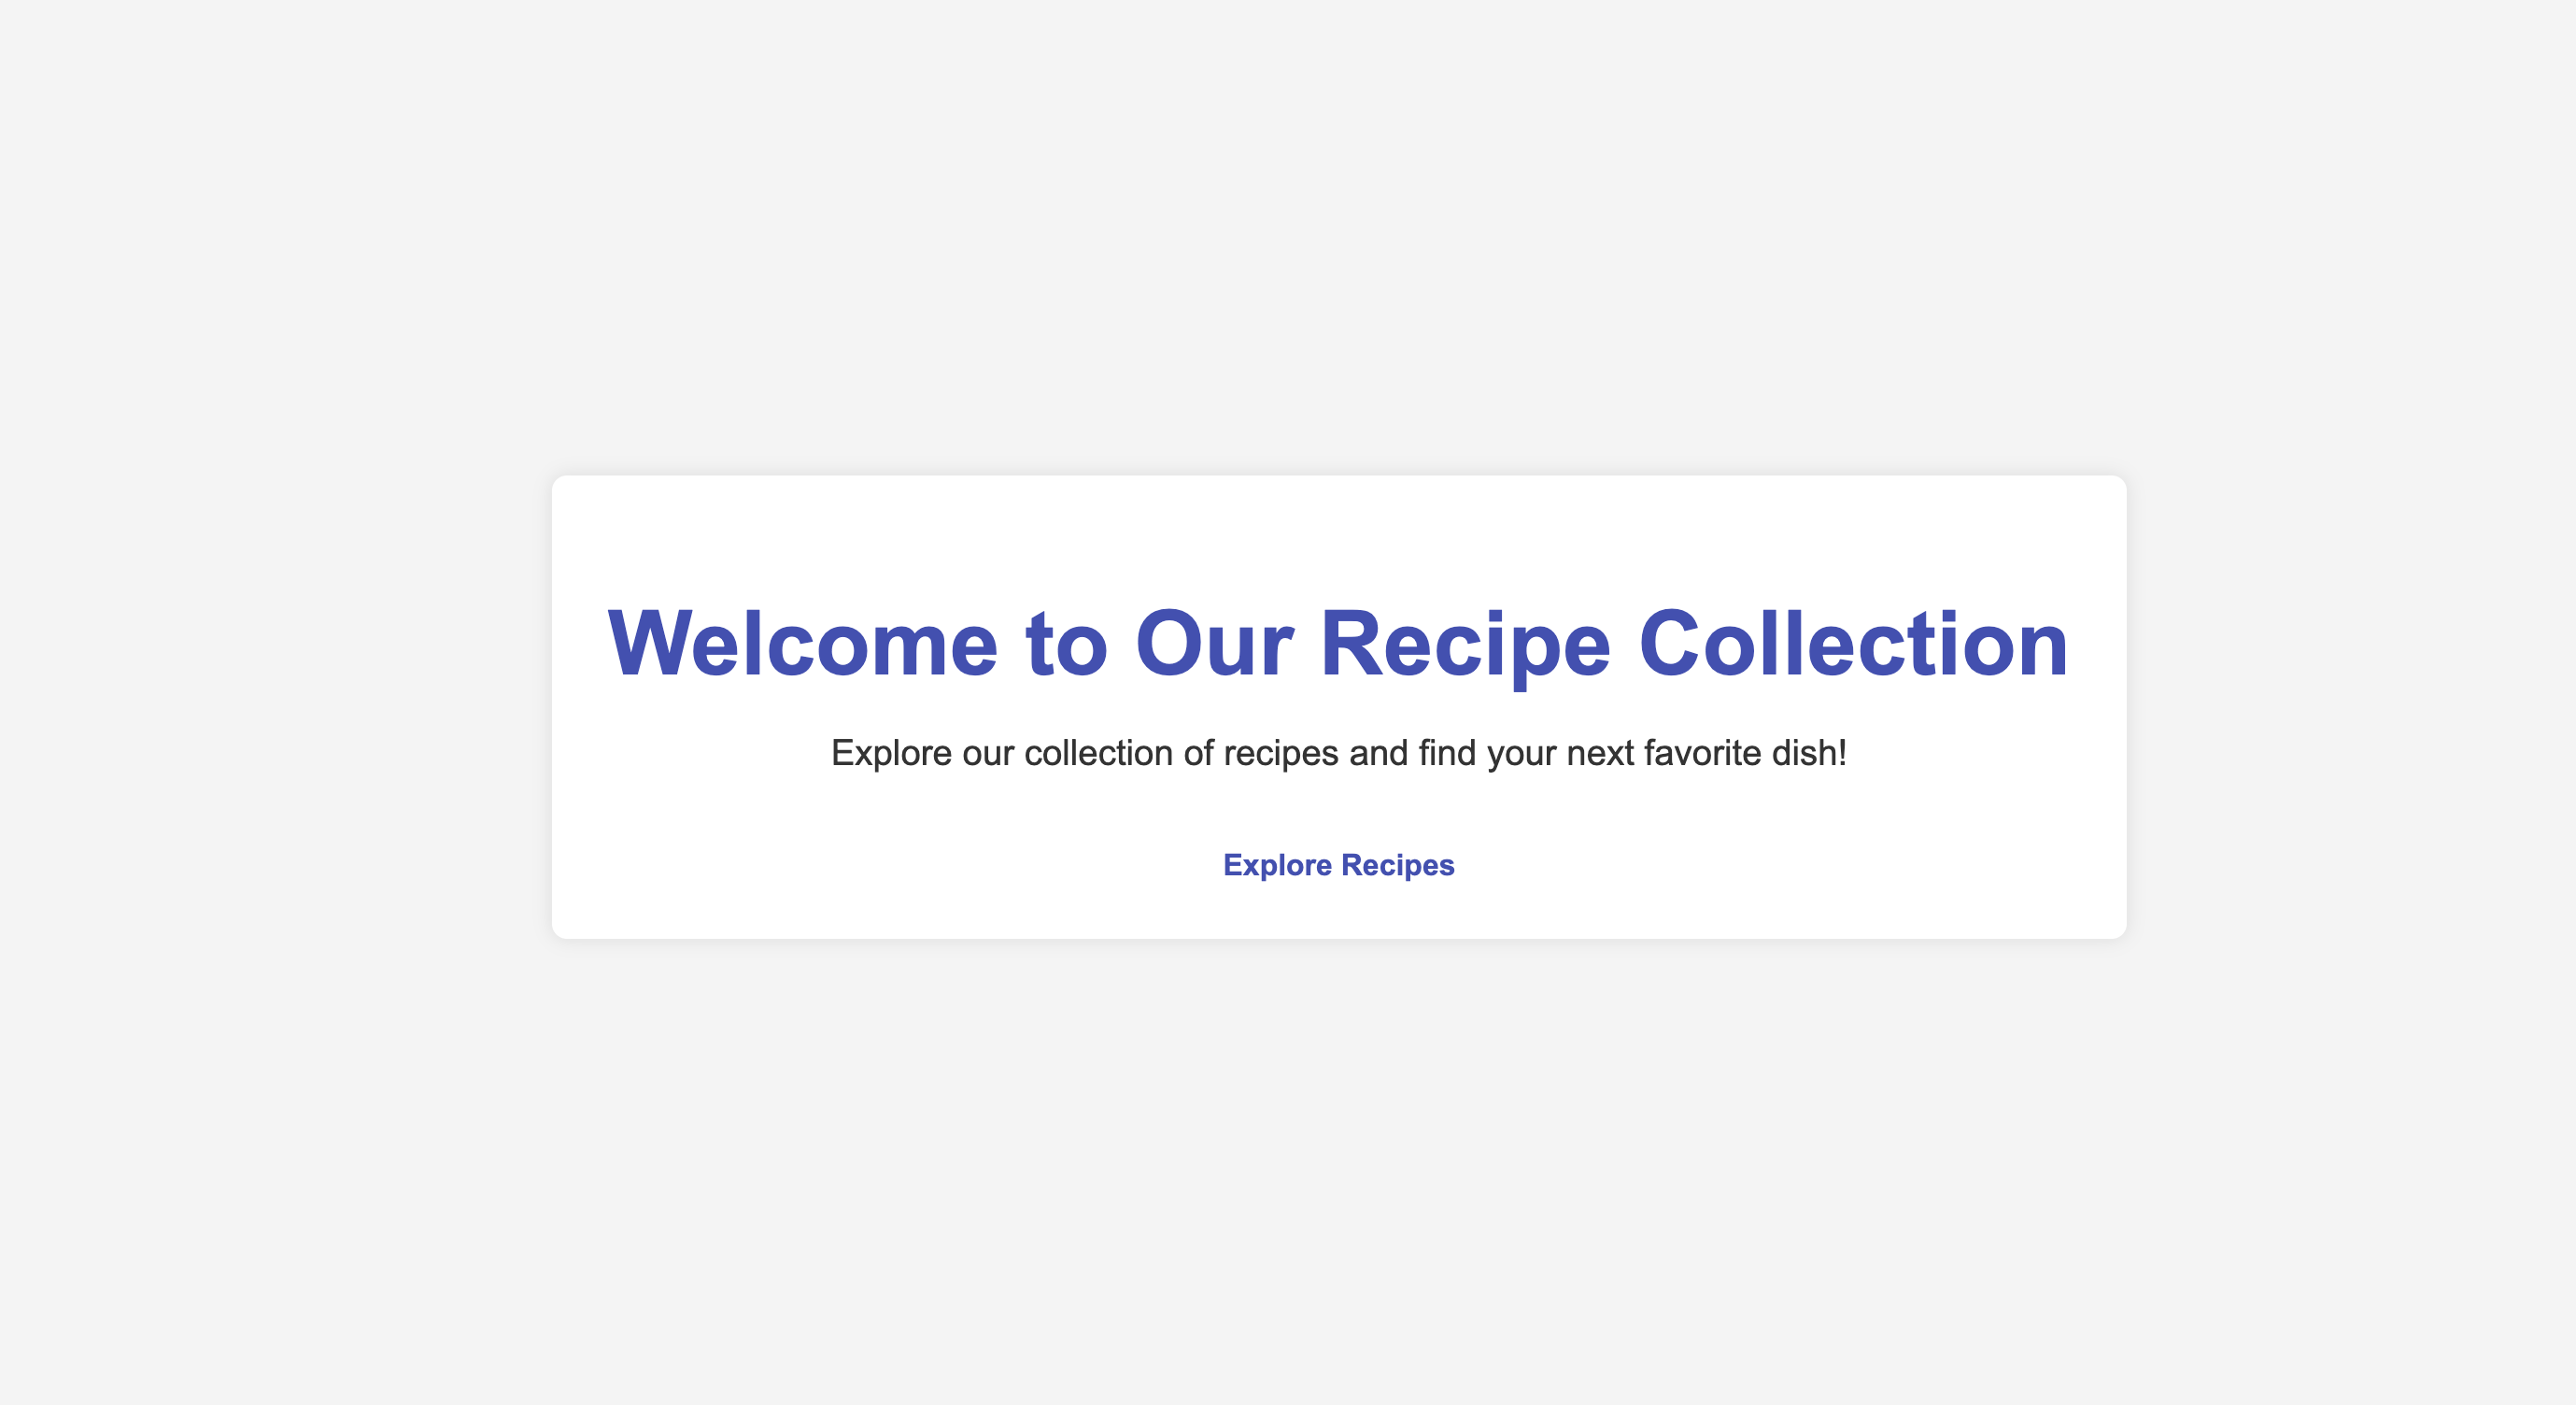 Welcome to Our Recipe Collection
Explore our collection of recipes and find your next favorite dish!
Explore Recipes